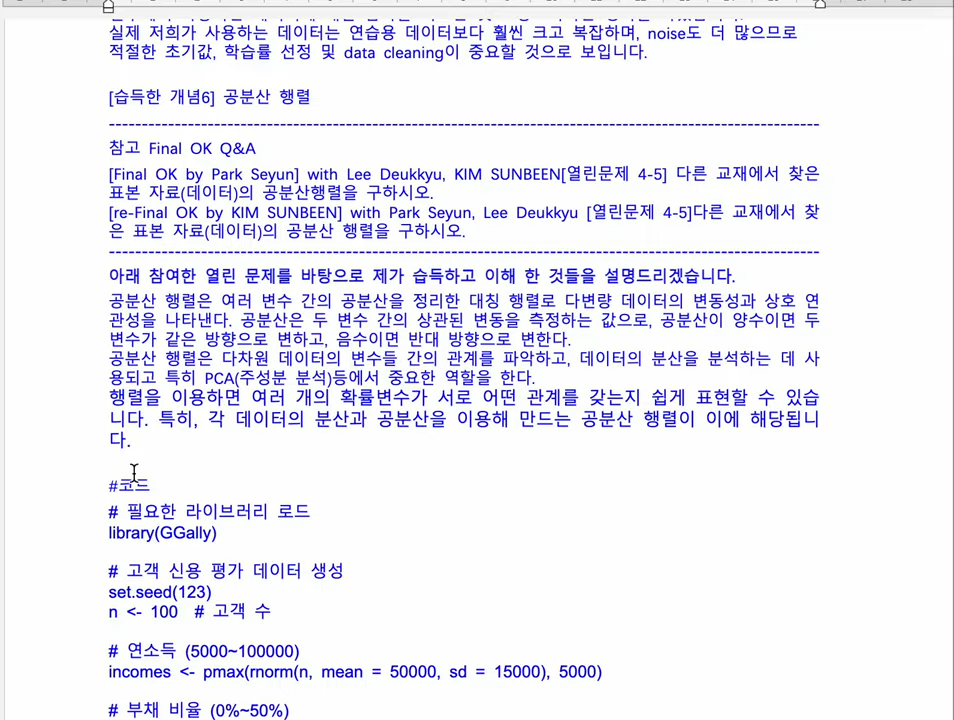 실제 저희가 사용하는 데이터는 연습용 데이터보다 훨씬 크고 복잡하며, noise도 더 많으므로
적절한 초기값, 학습률 선정 및 data cleaning이 중요할 것으로 보입니다.
[습득한 개념6] 공분산 행렬
--------------------------------------------------------------------------------
참고 Final OK Q&A
[Final OK by Park Seyun] with Lee Deukkyu, KIM SUNBEEN[열린문제 4-5] 다른 교재에서 찾은
표본 자료(데이터)의 공분산행렬을 구하시오.
[re-Final OK by KIM SUNBEEN] with Park Seyun, Lee Deukkyu [열린문제 4-5]다른 교재에서 찾
은 표본 자료(데이터)의 공분산 행렬을 구하시오.
--------------------------------------------------------------------------------
아래 참여한 열린 문제를 바탕으로 제가 습득하고 이해 한 것들을 설명드리겠습니다.
공분산 행렬은 여러 변수 간의 공분산을 정리한 대칭 행렬로 다변량 데이터의 변동성과 상호 연
관성을 나타낸다. 공분산은 두 변수 간의 상관된 변동을 측정하는 값으로, 공분산이 양수이면 두
변수가 같은 방향으로 변하고, 음수이면 반대 방향으로 변한다.
공분산 행렬은 다차원 데이터의 변수들 간의 관계를 파악하고, 데이터의 분산을 분석하는 데 사
용되고 특히 PCA(주성분 분석)등에서 중요한 역할을 한다.
행렬을 이용하면 여러 개의 확률변수가 서로 어떤 관계를 갖는지 쉽게 표현할 수 있습
니다. 특히, 각 데이터의 분산과 공분산을 이용해 만드는 공분산 행렬이 이에 해당됩니
다.
#코드
# 필요한 라이브러리 로드
library(GGally)
# 고객 신용 평가 데이터 생성
set.seed(123)
n <- 100 # 고객 수
# 연소득 (5000~100000)
incomes <- pmax(rnorm(n, mean = 50000, sd = 15000), 5000)
# 부채 비율 (0%~50%)